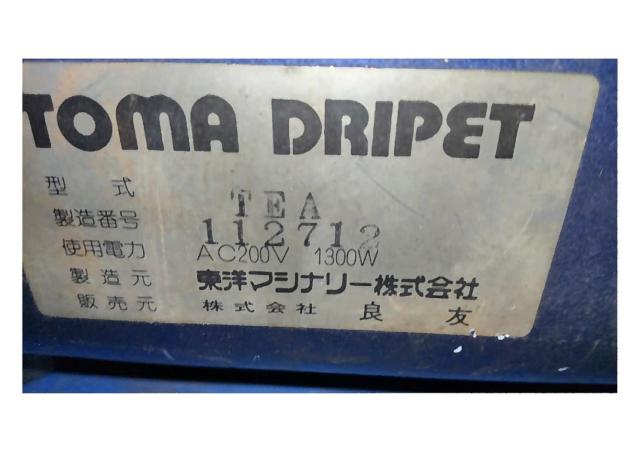 TOMA DRIPET
型式 TEA
製造番号 112712
使用電力 AC200V 1300W
製造元 東洋マシナリー株式会社
販売元 株式会社 良友